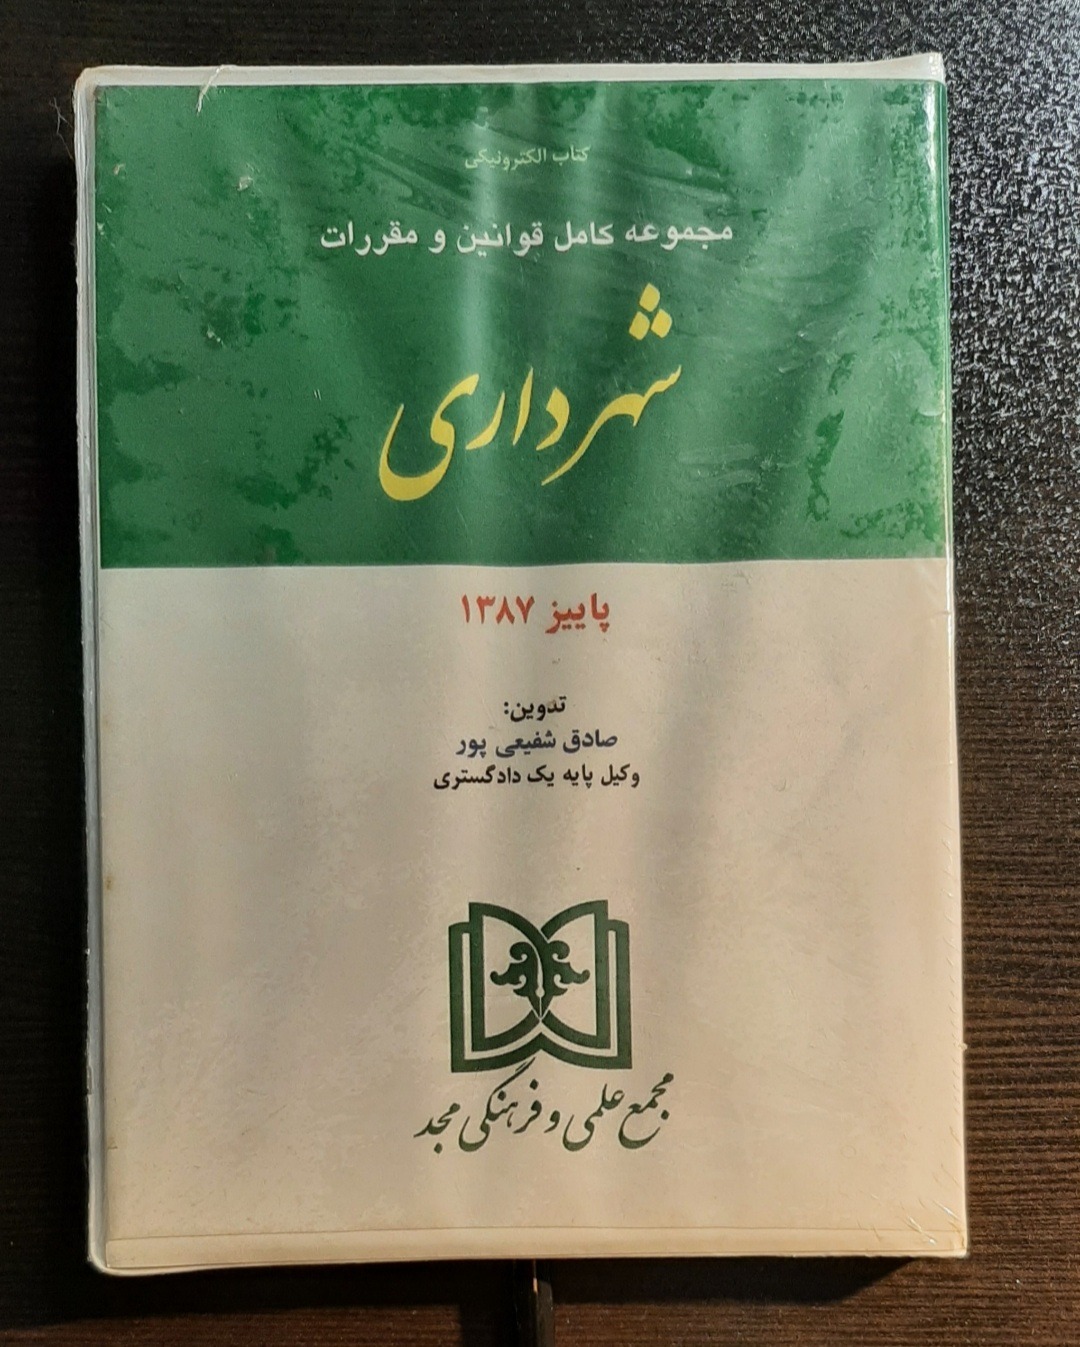 کتاب الکترونیکی
مجموعه کامل قوانین و مقررات
شهرداری
پاییز ۱۳۸۷
تدوین:
صادق شفیعی پور
وکیل پایه یک دادگستری
مجمع علمی و فرهنگی مجد